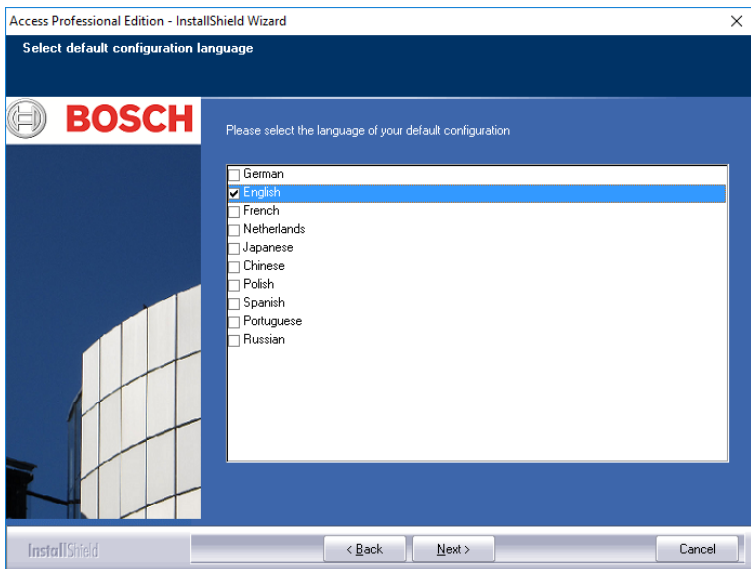 Access Professional Edition - InstallShield Wizard
Select default configuration language
BOSCH
Please select the language of your default configuration
German
English
French
Netherlands
Japanese
Chinese
Polish
Spanish
Portuguese
Russian
InstallShield
< Back
Next >
Cancel